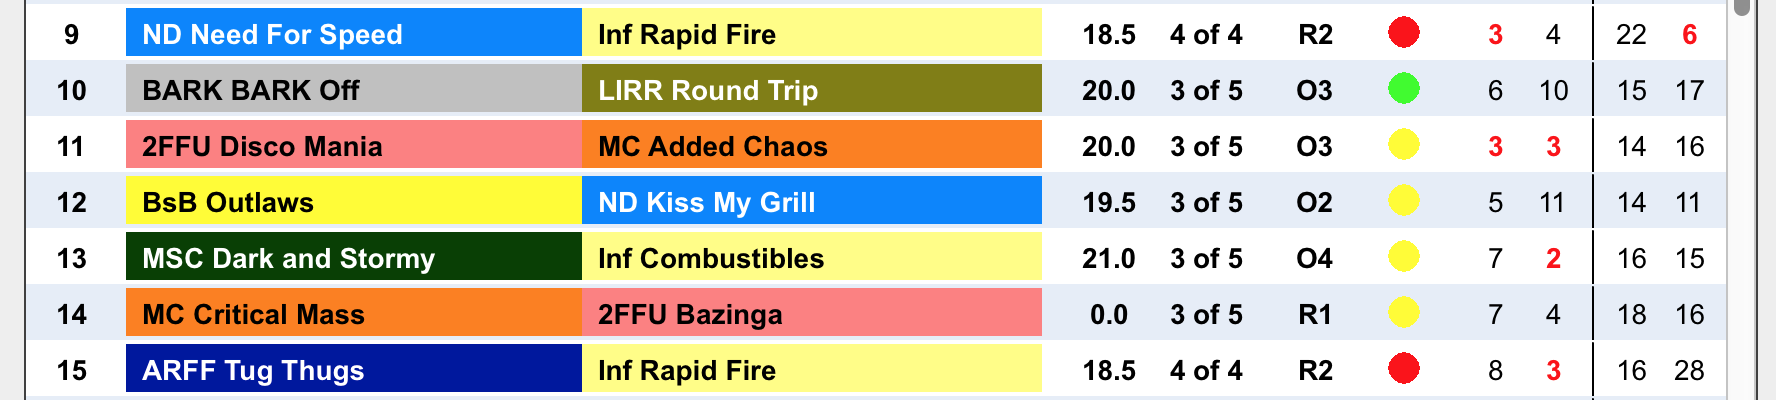 9 ND Need For Speed Inf Rapid Fire 18.5 4 of 4 R2 3 4 22 6
10 BARK BARK Off LIRR Round Trip 20.0 3 of 5 O3 6 10 15 17
11 2FFU Disco Mania MC Added Chaos 20.0 3 of 5 O3 3 3 14 16
12 BsB Outlaws ND Kiss My Grill 19.5 3 of 5 O2 5 11 14 11
13 MSC Dark and Stormy Inf Combustibles 21.0 3 of 5 O4 7 2 16 15
14 MC Critical Mass 2FFU Bazinga 0.0 3 of 5 R1 7 4 18 16
15 ARFF Tug Thugs Inf Rapid Fire 18.5 4 of 4 R2 8 3 16 28